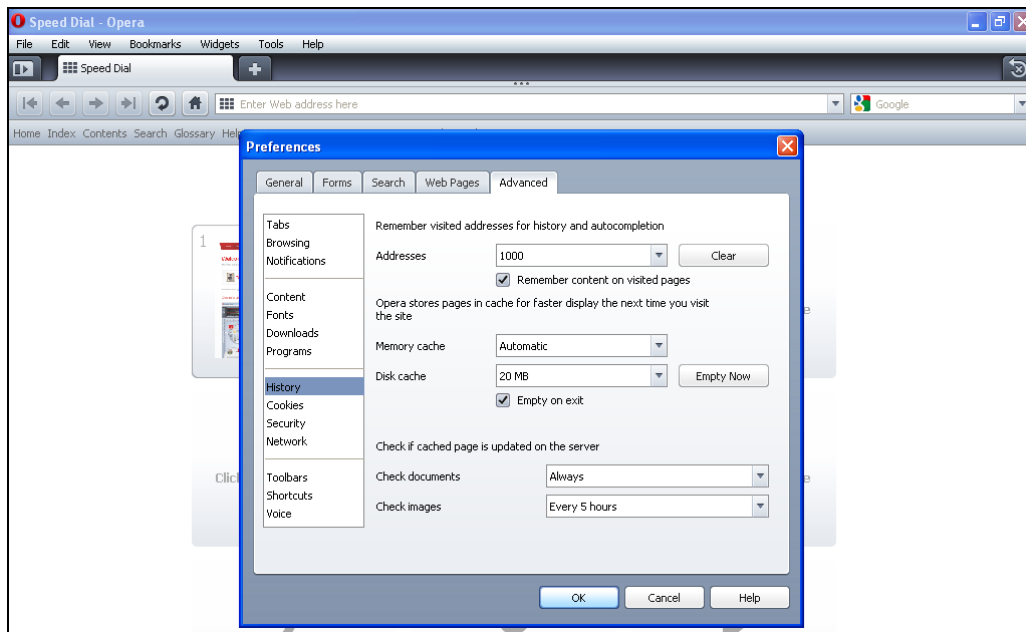 Speed Dial - Opera
File Edit View Bookmarks Widgets Tools Help
Speed Dial
Enter Web address here
Google
Home Index Contents Search Glossary Help
Preferences
General Forms Search Web Pages Advanced
Tabs
Browsing
Notifications
Content
Fonts
Downloads
Programs
History
Cookies
Security
Network
Toolbars
Shortcuts
Voice
Remember visited addresses for history and autocompletion
Addresses 1000 Clear
Remember content on visited pages
Opera stores pages in cache for faster display the next time you visit
the site
Memory cache Automatic
Disk cache 20 MB Empty Now
Empty on exit
Check if cached page is updated on the server
Check documents Always
Check images Every 5 hours
OK Cancel Help
1